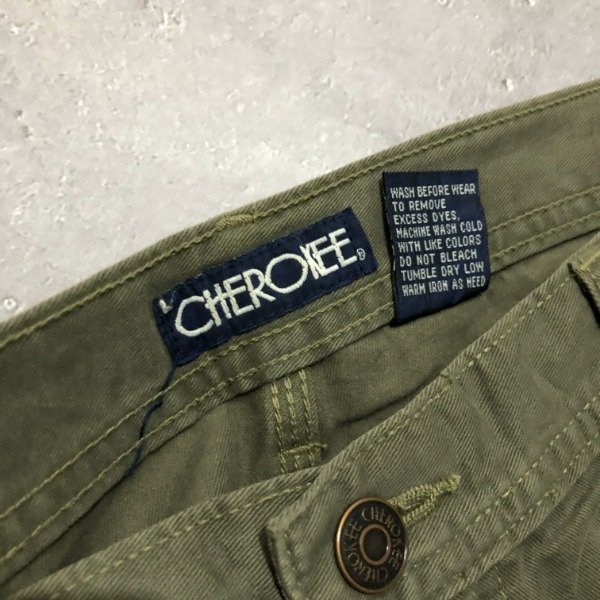 CHEROKEE®
WASH BEFORE WEAR
TO REMOVE
EXCESS DYES,
MACHINE WASH COLD
WITH LIKE COLORS
DO NOT BLEACH
TUMBLE DRY LOW
WARM IRON AS NEED
CHEROKEE CHEROKEE